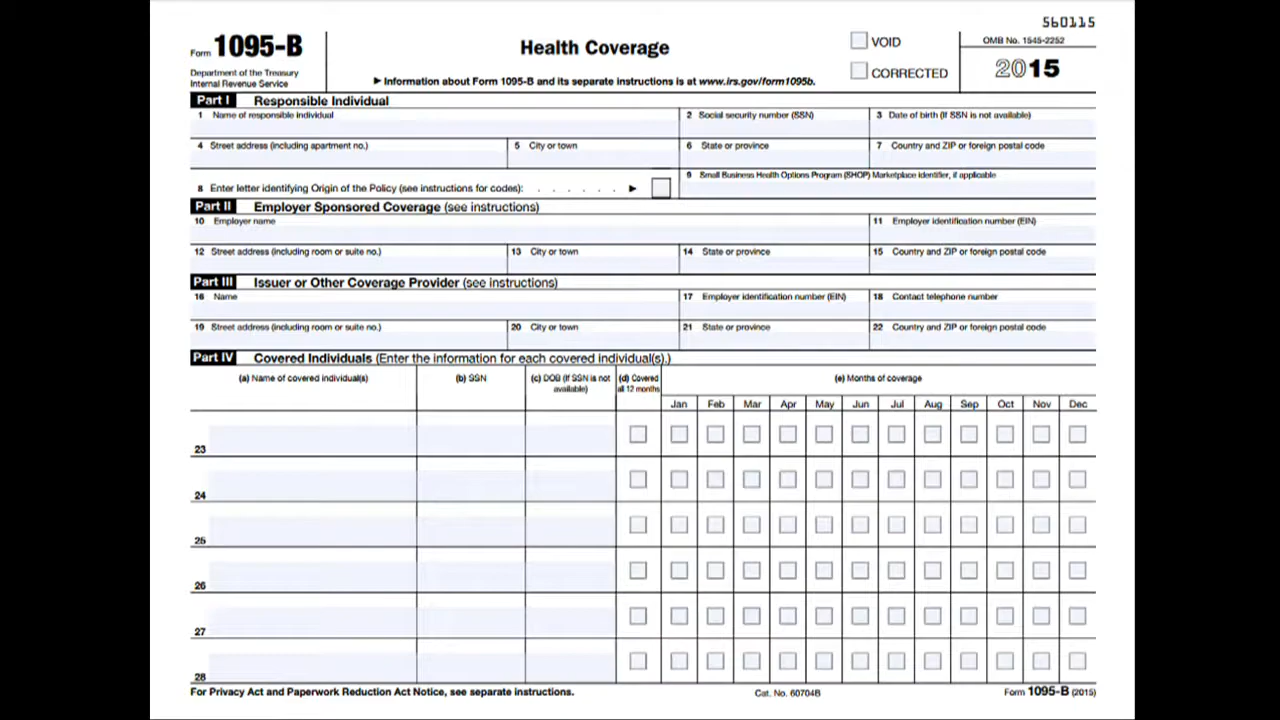 560115
Form 1095-B
Department of the Treasury
Internal Revenue Service
Health Coverage
▶ Information about Form 1095-B and its separate instructions is at www.irs.gov/form1095b.
VOID
CORRECTED
OMB No. 1545-2252
2015
Part I Responsible Individual
1 Name of responsible individual
2 Social security number (SSN)
3 Date of birth (If SSN is not available)
4 Street address (including apartment no.)
5 City or town
6 State or province
7 Country and ZIP or foreign postal code
8 Enter letter identifying Origin of the Policy (see instructions for codes): . . . . . . ▶
9 Small Business Health Options Program (SHOP) Marketplace identifier, if applicable
Part II Employer Sponsored Coverage (see instructions)
10 Employer name
11 Employer identification number (EIN)
12 Street address (including room or suite no.)
13 City or town
14 State or province
15 Country and ZIP or foreign postal code
Part III Issuer or Other Coverage Provider (see instructions)
16 Name
17 Employer identification number (EIN)
18 Contact telephone number
19 Street address (including room or suite no.)
20 City or town
21 State or province
22 Country and ZIP or foreign postal code
Part IV Covered Individuals (Enter the information for each covered individual(s).)
(a) Name of covered individual(s)
(b) SSN
(c) DOB (If SSN is not
available)
(d) Covered
all 12 months
(e) Months of coverage
Jan Feb Mar Apr May Jun Jul Aug Sep Oct Nov Dec
23
24
25
26
27
28
For Privacy Act and Paperwork Reduction Act Notice, see separate instructions.
Cat. No. 60704B
Form 1095-B (2015)